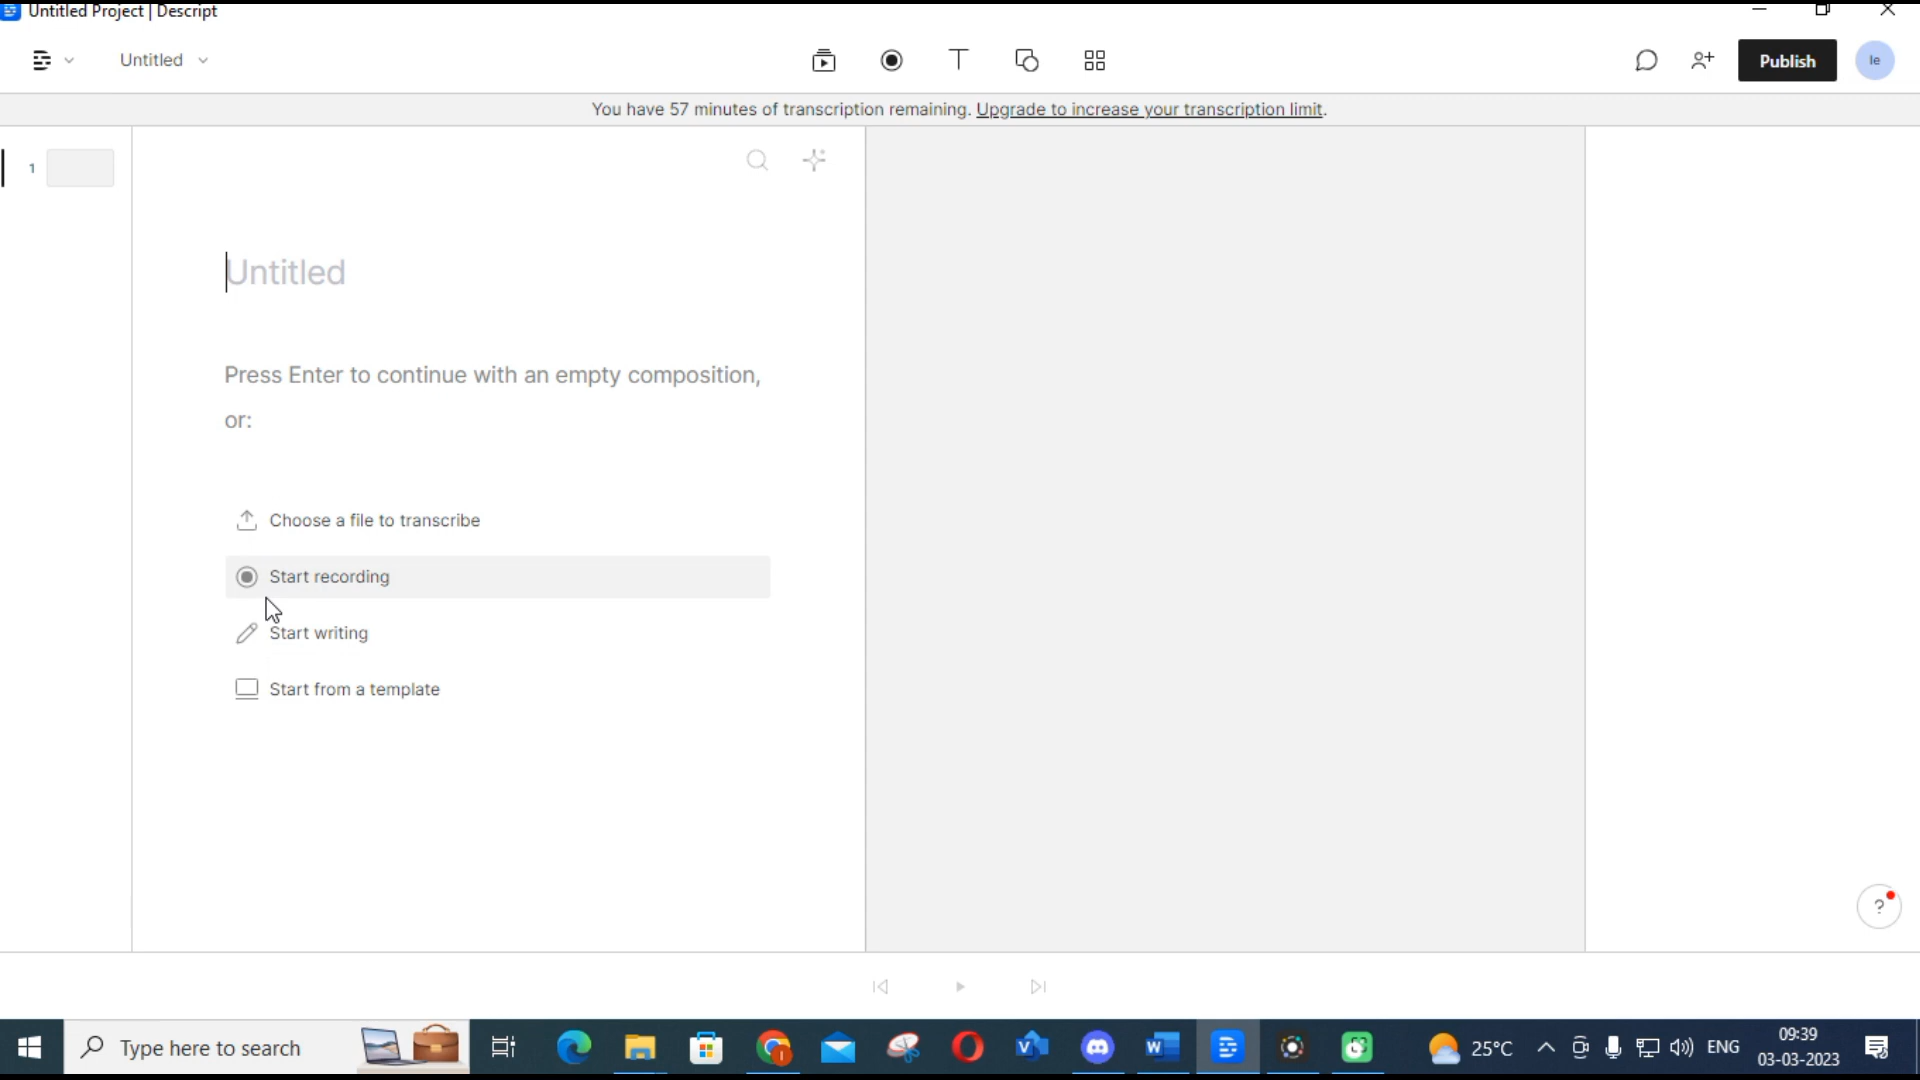 Untitled Project | Descript
Untitled
Publish
le
You have 57 minutes of transcription remaining. Upgrade to increase your transcription limit.
1
Untitled
Press Enter to continue with an empty composition,
or:
Choose a file to transcribe
Start recording
Start writing
Start from a template
?
Type here to search
25°C
ENG
09:39
03-03-2023